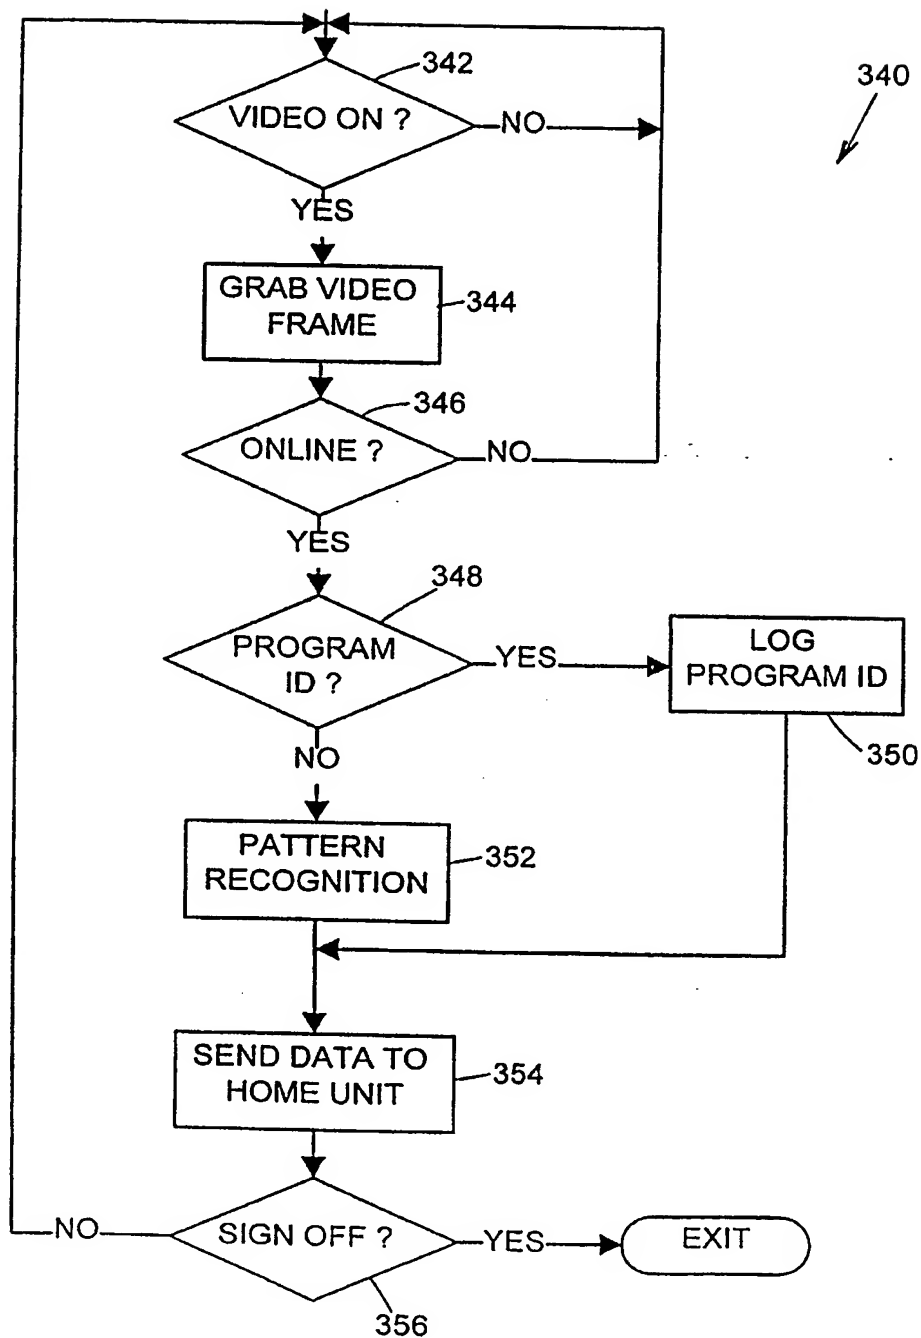 342
340
VIDEO ON ?
NO
YES
GRAB VIDEO
FRAME
344
346
ONLINE ?
NO
YES
348
PROGRAM
ID ?
YES
LOG
PROGRAM ID
350
NO
PATTERN
RECOGNITION
352
SEND DATA TO
HOME UNIT
354
NO
SIGN OFF ?
YES
EXIT
356